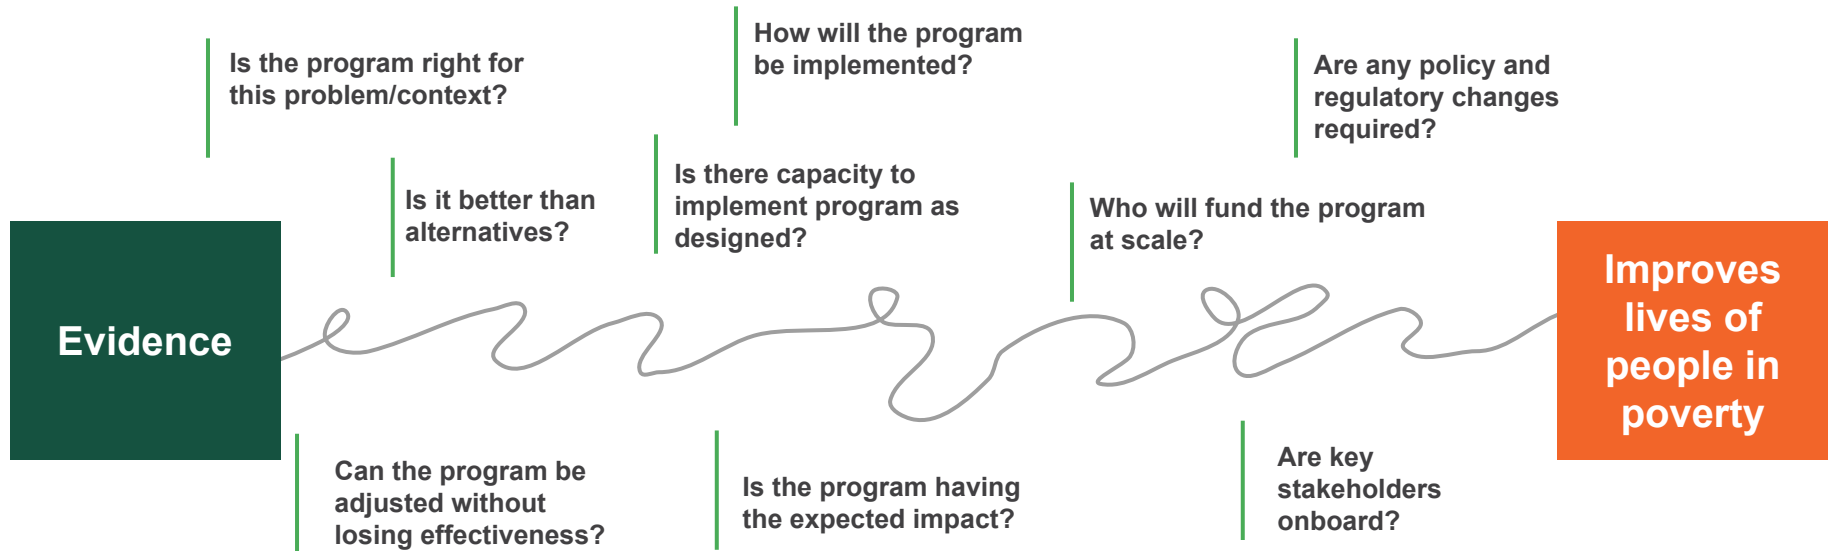 Is the program right for
this problem/context?
How will the program
be implemented?
Are any policy and
regulatory changes
required?
Is it better than
alternatives?
Is there capacity to
implement program as
designed?
Who will fund the program
at scale?
Evidence
Improves
lives of
people in
poverty
Can the program be
adjusted without
losing effectiveness?
Is the program having
the expected impact?
Are key
stakeholders
onboard?